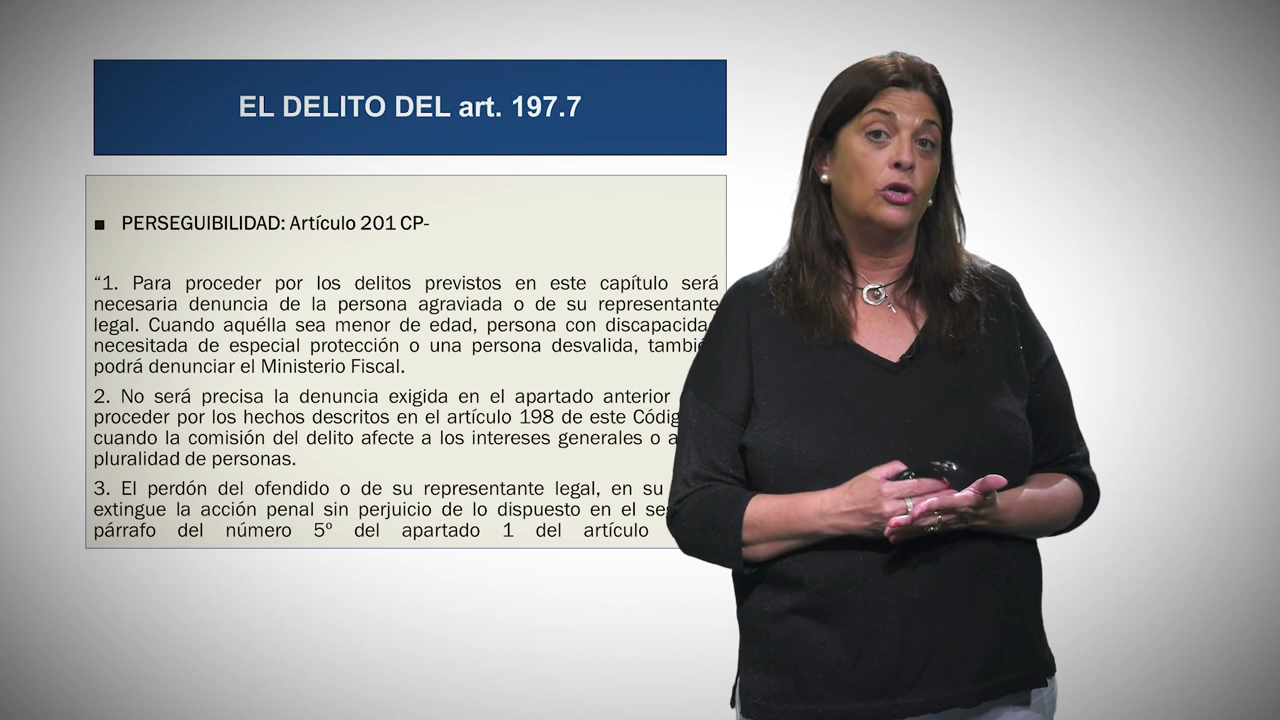 EL DELITO DEL art. 197.7
■ PERSEGUIBILIDAD: Artículo 201 CP-
“1. Para proceder por los delitos previstos en este capítulo será
necesaria denuncia de la persona agraviada o de su representante
legal. Cuando aquélla sea menor de edad, persona con
necesitada de especial protección o una persona desvalida,
podrá denunciar el Ministerio Fiscal.
2. No será precisa la denuncia exigida en el apartado anterior
proceder por los hechos descritos en el artículo 198 de este
cuando la comisión del delito afecte a los intereses generales o a
pluralidad de personas.
3. El perdón del ofendido o de su representante legal, en su
extingue la acción penal sin perjuicio de lo dispuesto en el
párrafo del número 5º del apartado 1 del artículo